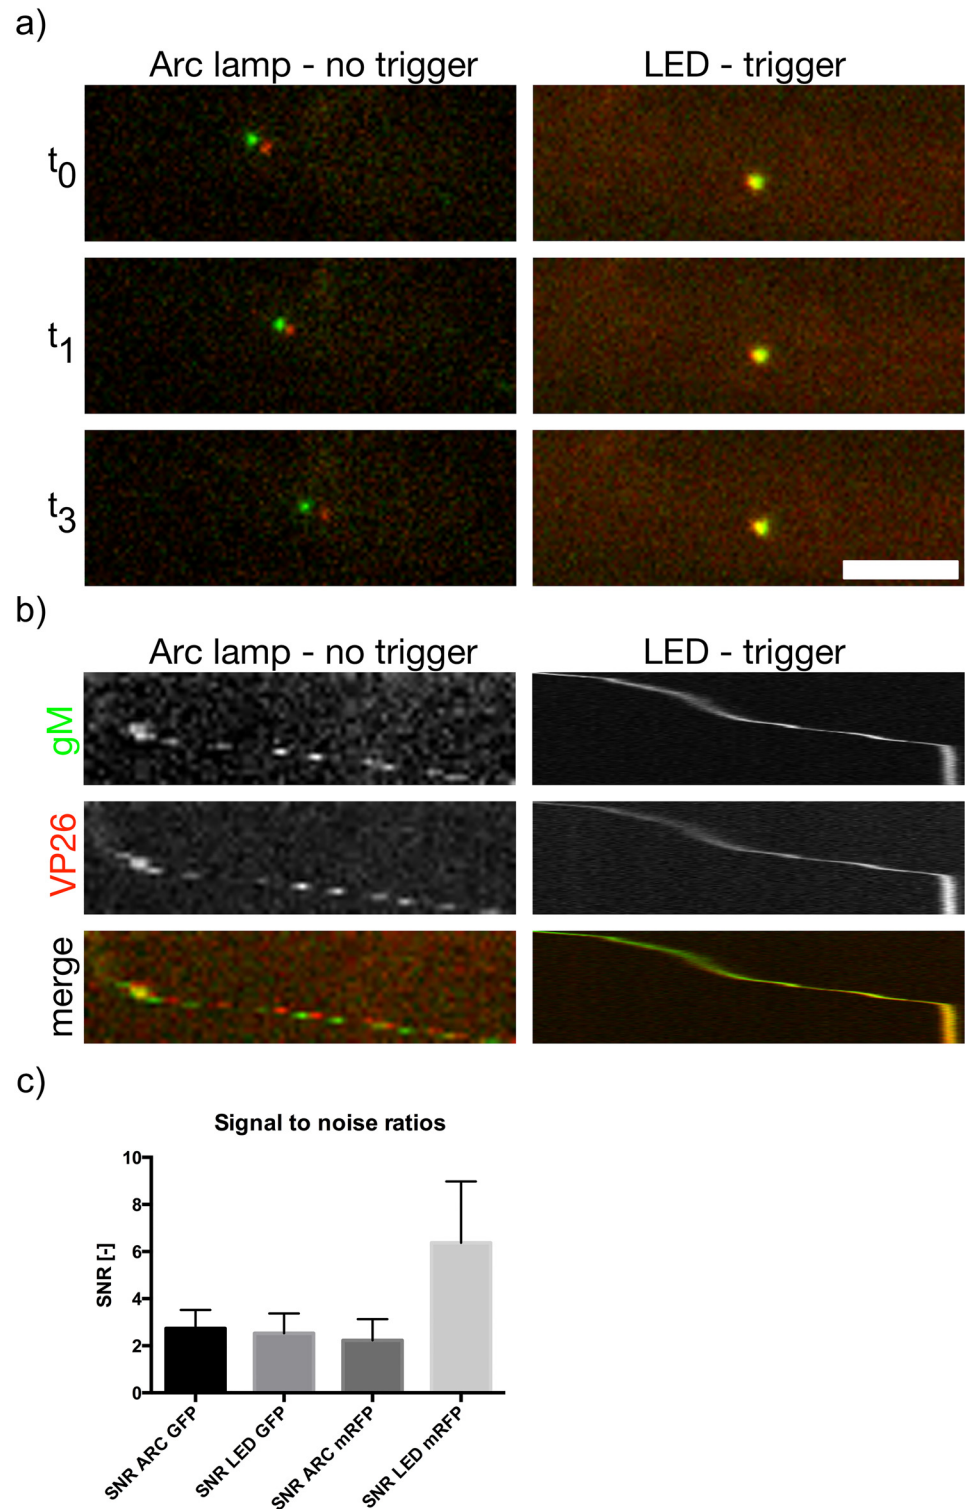 a)
Arc lamp - no trigger
LED - trigger
t0
t1
t3
b)
Arc lamp - no trigger
LED - trigger
gM
VP26
merge
c)
Signal to noise ratios
SNR [-]
10
8
6
4
2
0
SNR ARC GFP
SNR LED GFP
SNR ARC mRFP
SNR LED mRFP